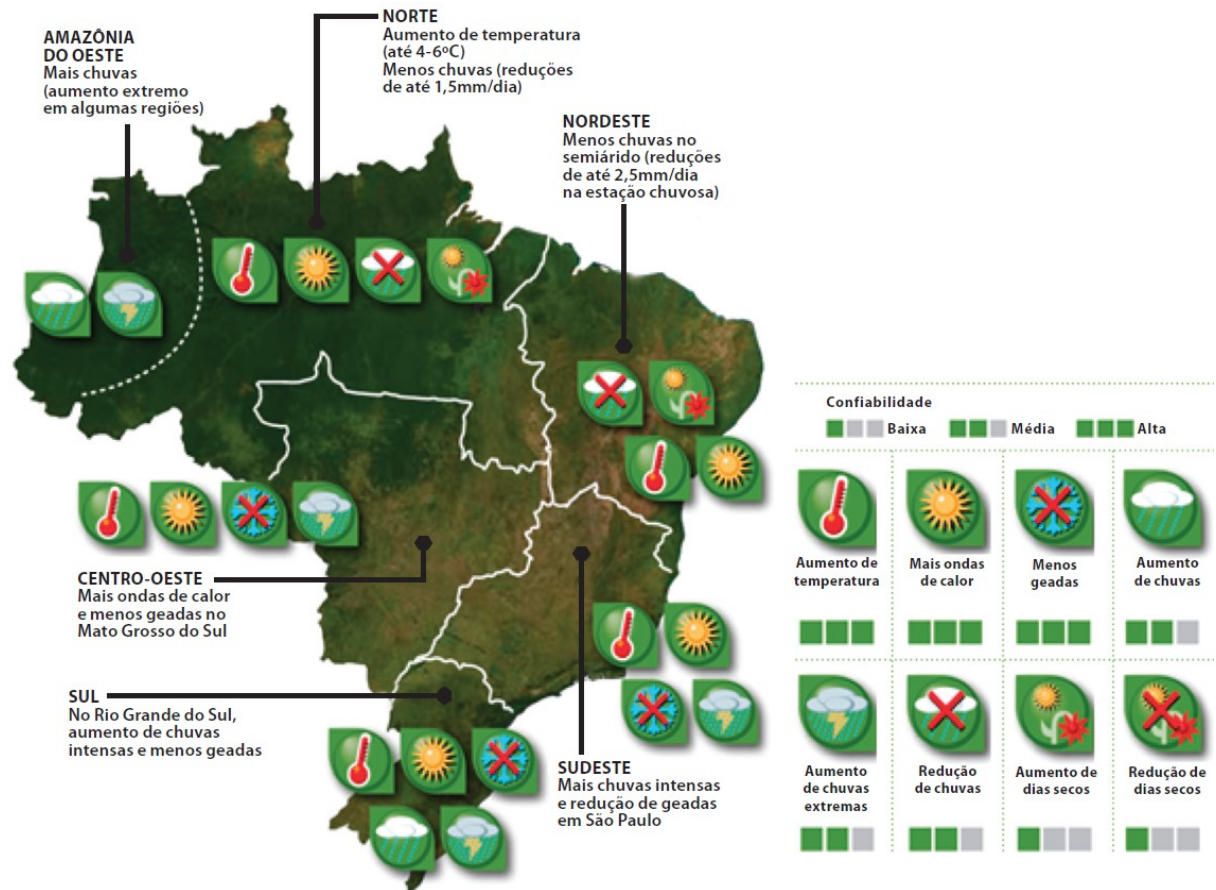 NORTE
Aumento de temperatura
(até 4-6ºC)
Menos chuvas (reduções
de até 1,5mm/dia)
AMAZÔNIA
DO OESTE
Mais chuvas
(aumento extremo
em algumas regiões)
NORDESTE
Menos chuvas no
semiárido (reduções
de até 2,5mm/dia
na estação chuvosa)
CENTRO-OESTE
Mais ondas de calor
e menos geadas no
Mato Grosso do Sul
SUL
No Rio Grande do Sul,
aumento de chuvas
intensas e menos geadas
SUDESTE
Mais chuvas intensas
e redução de geadas
em São Paulo
Confiabilidade
Baixa Média Alta
Aumento de
temperatura
Mais ondas
de calor
Menos
geadas
Aumento
de chuvas
Aumento
de chuvas
extremas
Redução
de chuvas
Aumento de
dias secos
Redução de
dias secos